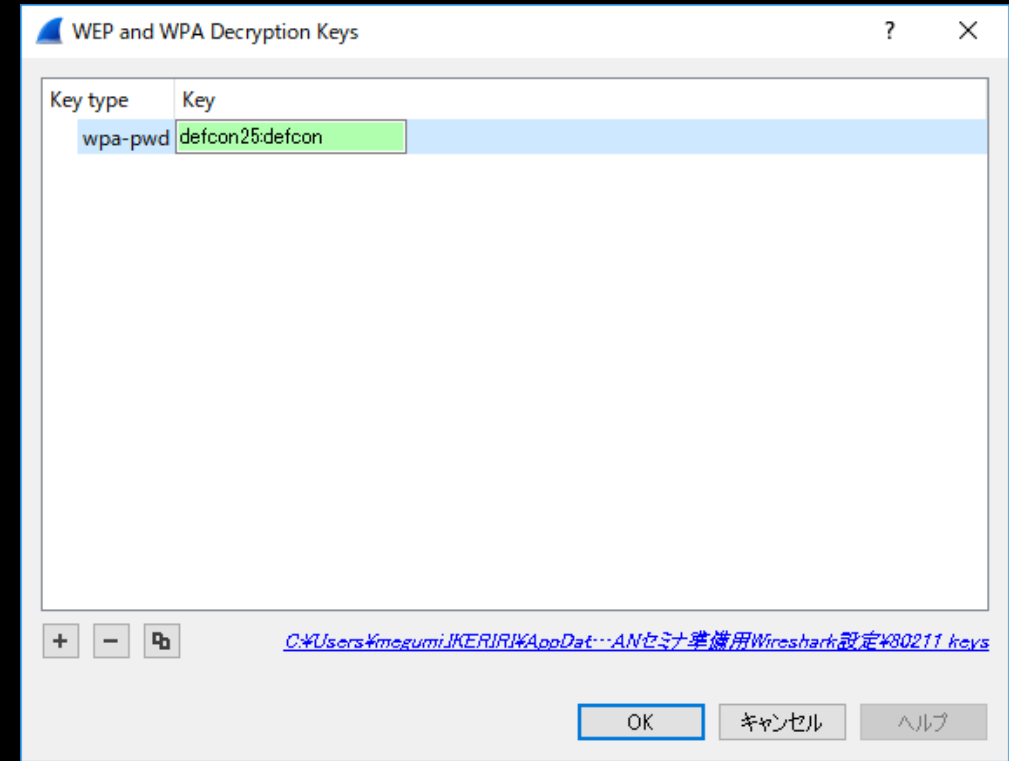 WEP and WPA Decryption Keys
Key type Key
wpa-pwd defcon25:defcon
C:¥Users¥megumi.IKERIRI¥AppDat…ANセミナ準備用Wireshark設定¥80211 keys
OK キャンセル ヘルプ